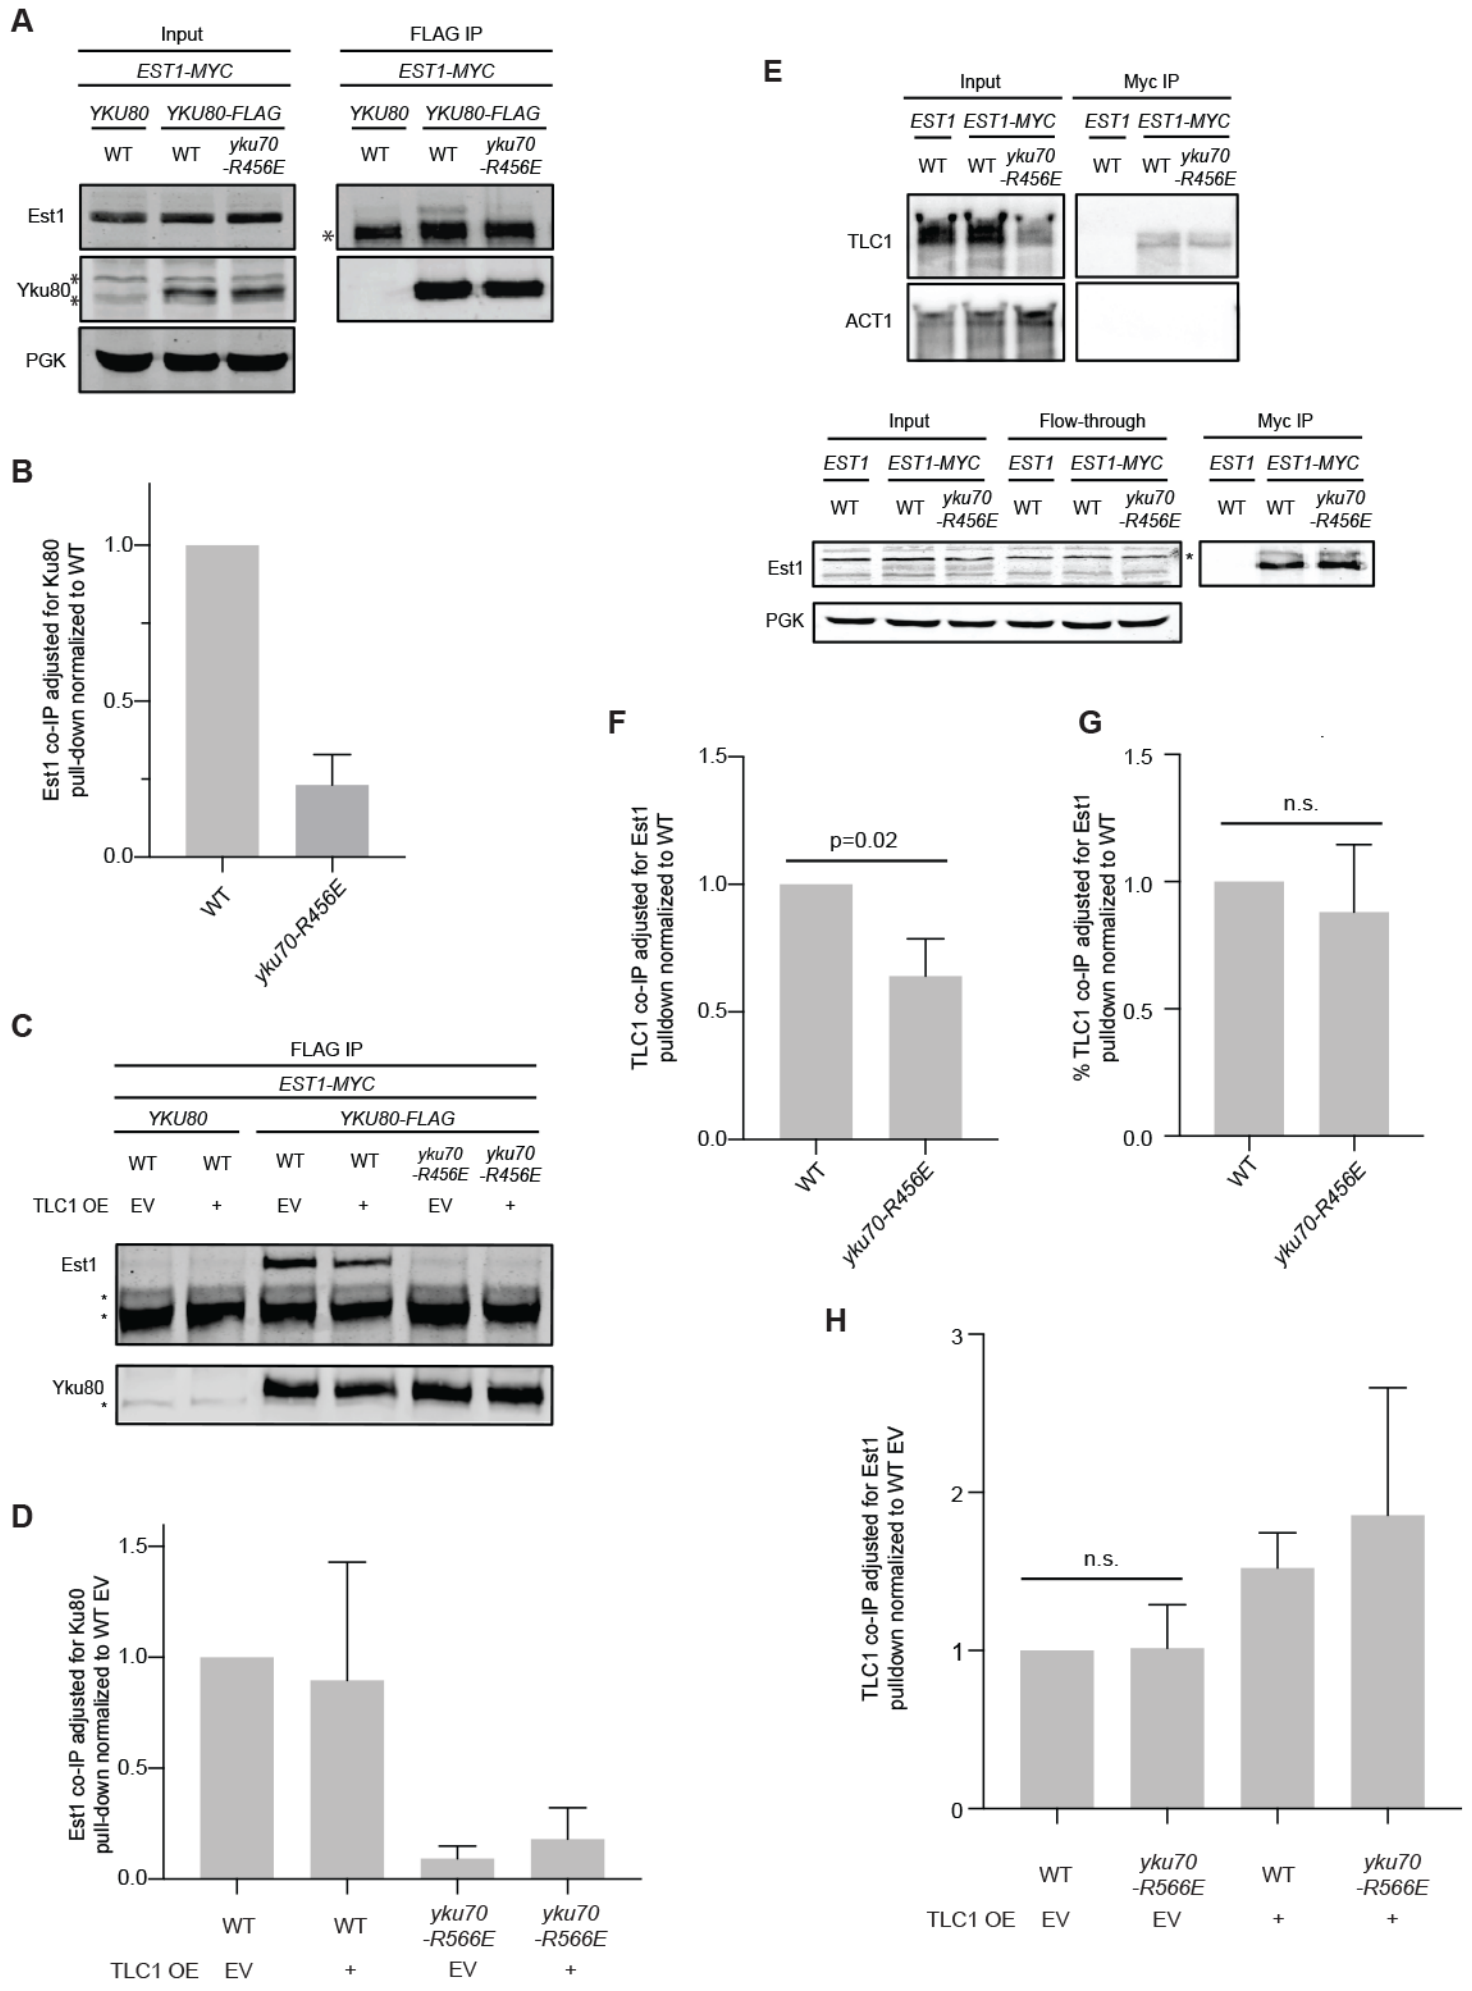 A
Input
FLAG IP
EST1-MYC
EST1-MYC
YKU80
YKU80-FLAG
YKU80
YKU80-FLAG
WT
WT
yku70
-R456E
WT
WT
yku70
-R456E
Est1
*
Yku80
*
*
PGK
B
Est1 co-IP adjusted for Ku80
pull-down normalized to WT
1.0
0.5
0.0
WT
yku70-R456E
C
FLAG IP
EST1-MYC
YKU80
YKU80-FLAG
WT
WT
WT
WT
yku70
-R456E
yku70
-R456E
TLC1 OE
EV
+
EV
+
EV
+
Est1
*
*
Yku80
*
D
Est1 co-IP adjusted for Ku80
pull-down normalized to WT EV
1.5
1.0
0.5
0.0
WT
WT
yku70
-R566E
yku70
-R566E
TLC1 OE
EV
+
EV
+
E
Input
Myc IP
EST1
EST1-MYC
EST1
EST1-MYC
WT
WT
yku70
-R456E
WT
WT
yku70
-R456E
TLC1
ACT1
Input
Flow-through
Myc IP
EST1
EST1-MYC
EST1
EST1-MYC
EST1
EST1-MYC
WT
WT
yku70
-R456E
WT
WT
yku70
-R456E
WT
WT
yku70
-R456E
Est1
*
PGK
F
TLC1 co-IP adjusted for Est1
pulldown normalized to WT
1.5
1.0
0.5
0.0
p=0.02
WT
yku70-R456E
G
% TLC1 co-IP adjusted for Est1
pulldown normalized to WT
1.5
1.0
0.5
0.0
n.s.
WT
yku70-R456E
H
TLC1 co-IP adjusted for Est1
pulldown normalized to WT EV
3
2
1
0
n.s.
WT
yku70
-R566E
WT
yku70
-R566E
TLC1 OE
EV
EV
+
+